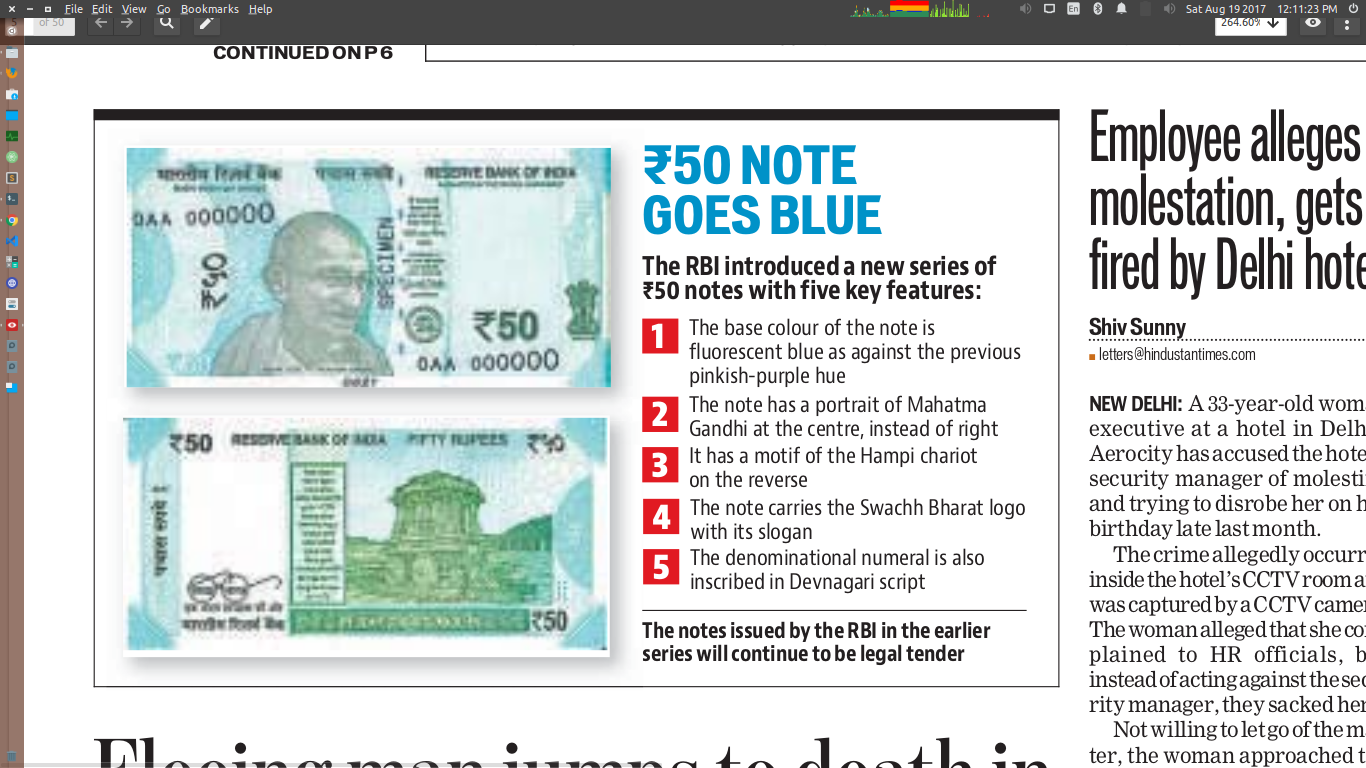 File Edit View Go Bookmarks Help
En
Sat Aug 19 2017 12:11:23 PM
5 of 50
264.60%
CONTINUED ON P 6
भारतीय रिज़र्व बैंक
पचास रुपये
RESERVE BANK OF INDIA
0AA 000000
₹५०
SPECIMEN
₹50
0AA 000000
₹50 RESERVE BANK OF INDIA FIFTY RUPEES ₹५०
पचास रुपये
भारतीय रिज़र्व बैंक
₹50
₹50 NOTE
GOES BLUE
The RBI introduced a new series of
₹50 notes with five key features:
1 The base colour of the note is
fluorescent blue as against the previous
pinkish-purple hue
2 The note has a portrait of Mahatma
Gandhi at the centre, instead of right
3 It has a motif of the Hampi chariot
on the reverse
4 The note carries the Swachh Bharat logo
with its slogan
5 The denominational numeral is also
inscribed in Devnagari script
The notes issued by the RBI in the earlier
series will continue to be legal tender
Employee alleges
molestation, gets
fired by Delhi hote
Shiv Sunny
letters@hindustantimes.com
NEW DELHI: A 33-year-old wom
executive at a hotel in Delh
Aerocity has accused the hote
security manager of molesti
and trying to disrobe her on h
birthday late last month.
The crime allegedly occurr
inside the hotel's CCTV room a
was captured by a CCTV came
The woman alleged that she co
plained to HR officials, b
instead of acting against the sec
rity manager, they sacked her
Not willing to let go of the m
ter, the woman approached t
Fleeing man jumps to death in